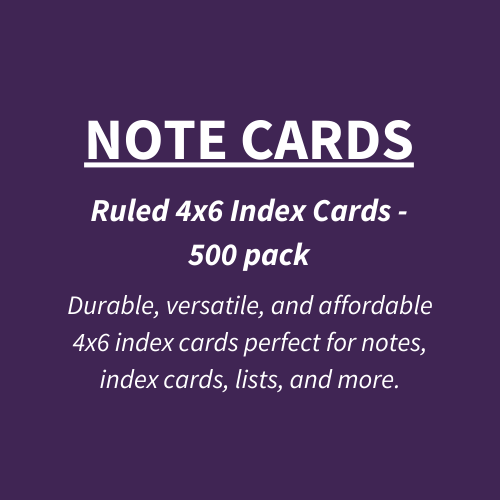 NOTE CARDS
Ruled 4x6 Index Cards -
500 pack
Durable, versatile, and affordable
4x6 index cards perfect for notes,
index cards, lists, and more.